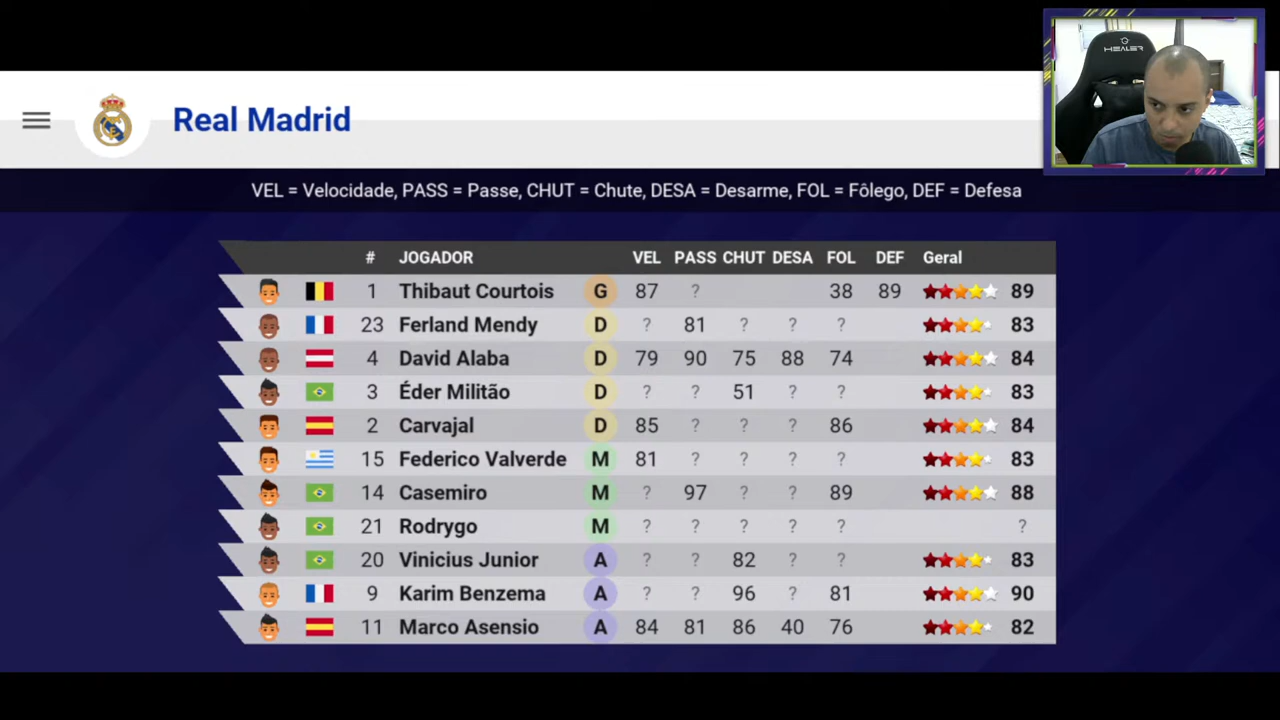 HEALER
Real Madrid
VEL = Velocidade, PASS = Passe, CHUT = Chute, DESA = Desarme, FOL = Fôlego, DEF = Defesa
# JOGADOR VEL PASS CHUT DESA FOL DEF Geral
1 Thibaut Courtois G 87 ? 38 89 89
23 Ferland Mendy D ? 81 ? ? ? 83
4 David Alaba D 79 90 75 88 74 84
3 Éder Militão D ? ? 51 ? ? 83
2 Carvajal D 85 ? ? ? 86 84
15 Federico Valverde M 81 ? ? ? ? 83
14 Casemiro M ? 97 ? ? 89 88
21 Rodrygo M ? ? ? ? ? ?
20 Vinicius Junior A ? ? 82 ? ? 83
9 Karim Benzema A ? ? 96 ? 81 90
11 Marco Asensio A 84 81 86 40 76 82